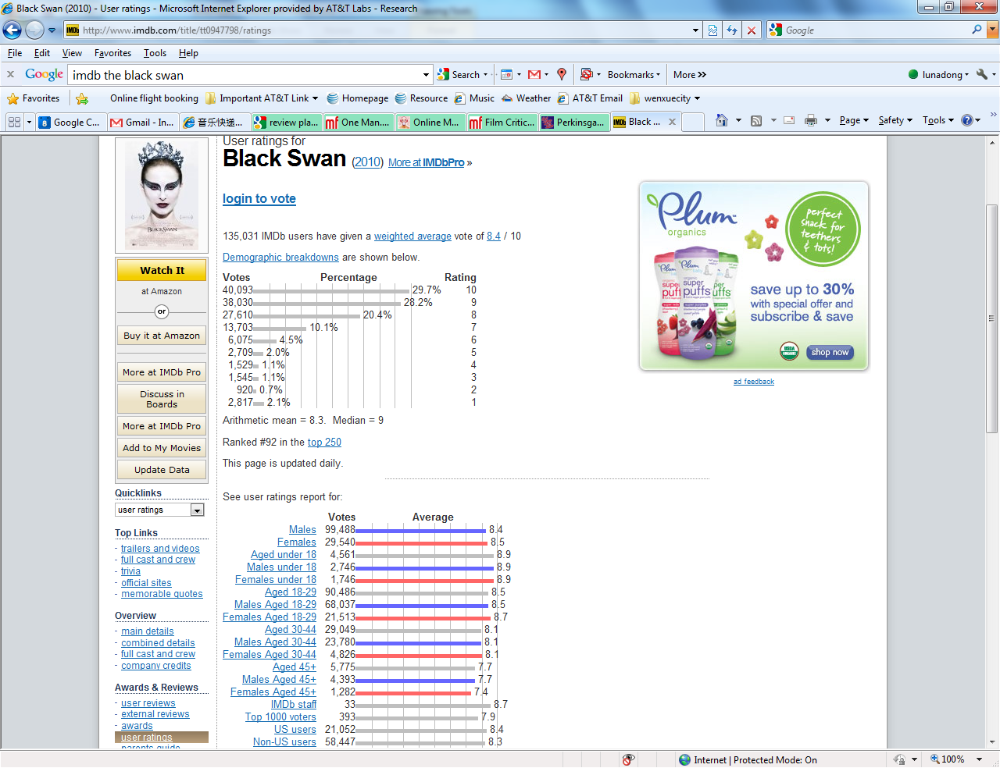 Black Swan (2010) - User ratings - Microsoft Internet Explorer provided by AT&T Labs - Research
http://www.imdb.com/title/tt0947798/ratings
Google
File Edit View Favorites Tools Help
x Google imdb the black swan Search Bookmarks More >> lunadong
Favorites Online flight booking Important AT&T Link Homepage Resource Music Weather AT&T Email wenxuecity
Google C... Gmail - In... 音乐快递... review pla... One Man.... Online M... Film Critic... Perkinsga... Black ... Page Safety Tools
User ratings for
Black Swan (2010) More at IMDbPro »
login to vote
135,031 IMDb users have given a weighted average vote of 8.4 / 10
Demographic breakdowns are shown below.
Votes Percentage Rating
40,093 29.7% 10
38,030 28.2% 9
27,610 20.4% 8
13,703 10.1% 7
6,075 4.5% 6
2,709 2.0% 5
1,529 1.1% 4
1,545 1.1% 3
920 0.7% 2
2,817 2.1% 1
Arithmetic mean = 8.3. Median = 9
Ranked #92 in the top 250
This page is updated daily.
See user ratings report for:
Votes Average
Males 99,488 8.4
Females 29,540 8.5
Aged under 18 4,561 8.9
Males under 18 2,746 8.9
Females under 18 1,746 8.9
Aged 18-29 90,486 8.5
Males Aged 18-29 68,037 8.5
Females Aged 18-29 21,513 8.7
Aged 30-44 29,049 8.1
Males Aged 30-44 23,780 8.1
Females Aged 30-44 4,826 8.1
Aged 45+ 5,775 7.7
Males Aged 45+ 4,393 7.7
Females Aged 45+ 1,282 7.4
IMDb staff 33 8.7
Top 1000 voters 393 7.9
US users 21,052 8.4
Non-US users 58,447 8.3
BLACK SWAN
Watch It
at Amazon
or
Buy it at Amazon
More at IMDb Pro
Discuss in
Boards
More at IMDb Pro
Add to My Movies
Update Data
Quicklinks
user ratings
Top Links
- trailers and videos
- full cast and crew
- trivia
- official sites
- memorable quotes
Overview
- main details
- combined details
- full cast and crew
- company credits
Awards & Reviews
- user reviews
- external reviews
- awards
user ratings
parents guide
Plum™
organics
perfect
snack for
teethers
& tots!
super
puffs
save up to 30%
with special offer and
subscribe & save
USDA
ORGANIC
shop now
ad feedback
Internet | Protected Mode: On 100%